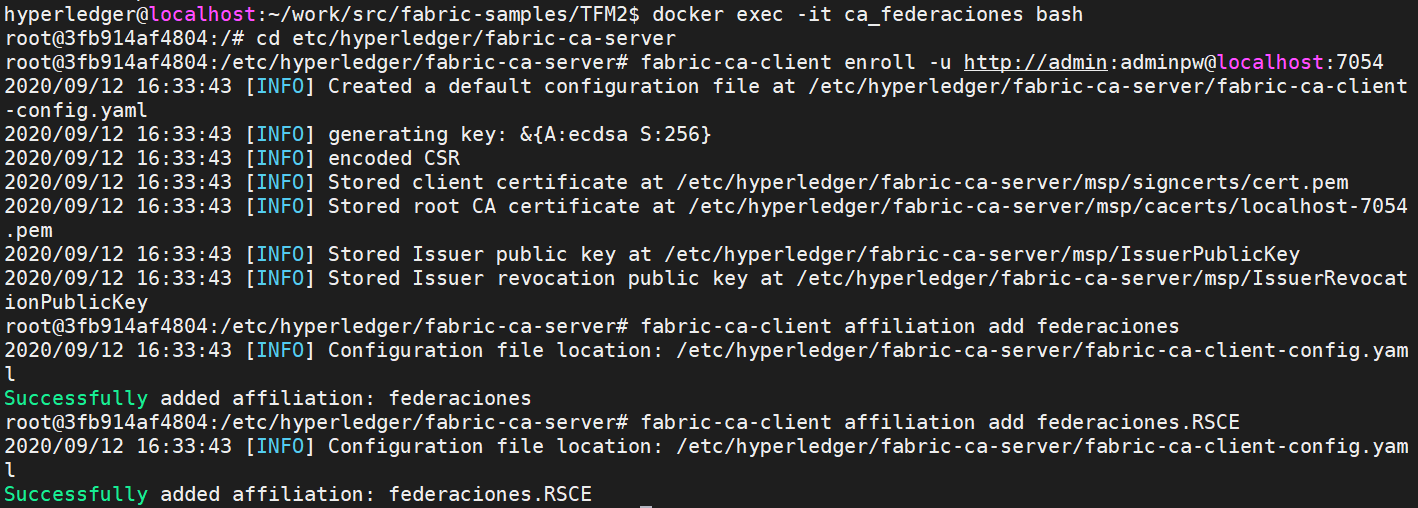 hyperledger@localhost:~/work/src/fabric-samples/TFM2$ docker exec -it ca_federaciones bash
root@3fb914af4804:/# cd etc/hyperledger/fabric-ca-server
root@3fb914af4804:/etc/hyperledger/fabric-ca-server# fabric-ca-client enroll -u http://admin:adminpw@localhost:7054
2020/09/12 16:33:43 [INFO] Created a default configuration file at /etc/hyperledger/fabric-ca-server/fabric-ca-client
-config.yaml
2020/09/12 16:33:43 [INFO] generating key: &{A:ecdsa S:256}
2020/09/12 16:33:43 [INFO] encoded CSR
2020/09/12 16:33:43 [INFO] Stored client certificate at /etc/hyperledger/fabric-ca-server/msp/signcerts/cert.pem
2020/09/12 16:33:43 [INFO] Stored root CA certificate at /etc/hyperledger/fabric-ca-server/msp/cacerts/localhost-7054
.pem
2020/09/12 16:33:43 [INFO] Stored Issuer public key at /etc/hyperledger/fabric-ca-server/msp/IssuerPublicKey
2020/09/12 16:33:43 [INFO] Stored Issuer revocation public key at /etc/hyperledger/fabric-ca-server/msp/IssuerRevocat
ionPublicKey
root@3fb914af4804:/etc/hyperledger/fabric-ca-server# fabric-ca-client affiliation add federaciones
2020/09/12 16:33:43 [INFO] Configuration file location: /etc/hyperledger/fabric-ca-server/fabric-ca-client-config.yam
l
Successfully added affiliation: federaciones
root@3fb914af4804:/etc/hyperledger/fabric-ca-server# fabric-ca-client affiliation add federaciones.RSCE
2020/09/12 16:33:43 [INFO] Configuration file location: /etc/hyperledger/fabric-ca-server/fabric-ca-client-config.yam
l
Successfully added affiliation: federaciones.RSCE